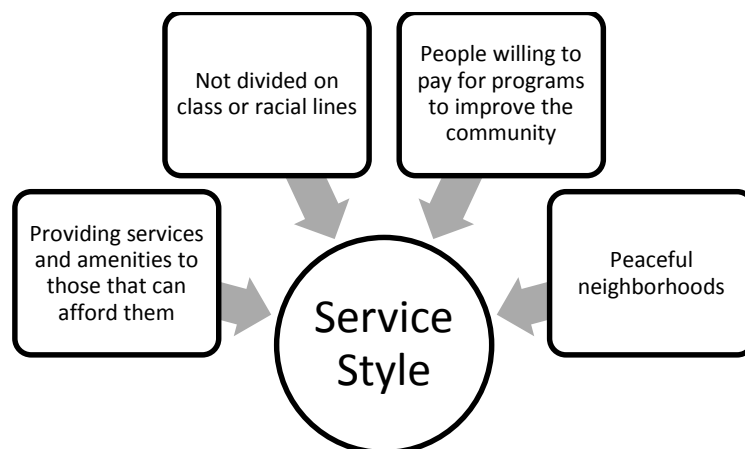 Providing services
and amenities to
those that can
afford them
Not divided on
class or racial lines
People willing to
pay for programs
to improve the
community
Peaceful
neighborhoods
Service
Style